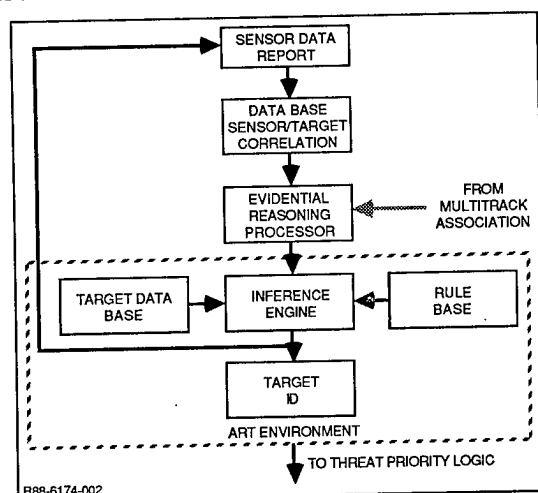 SENSOR DATA
REPORT
DATA BASE
SENSOR/TARGET
CORRELATION
EVIDENTIAL
REASONING
PROCESSOR
FROM
MULTITRACK
ASSOCIATION
TARGET DATA
BASE
INFERENCE
ENGINE
RULE
BASE
TARGET
ID
ART ENVIRONMENT
TO THREAT PRIORITY LOGIC
R88-6174-002